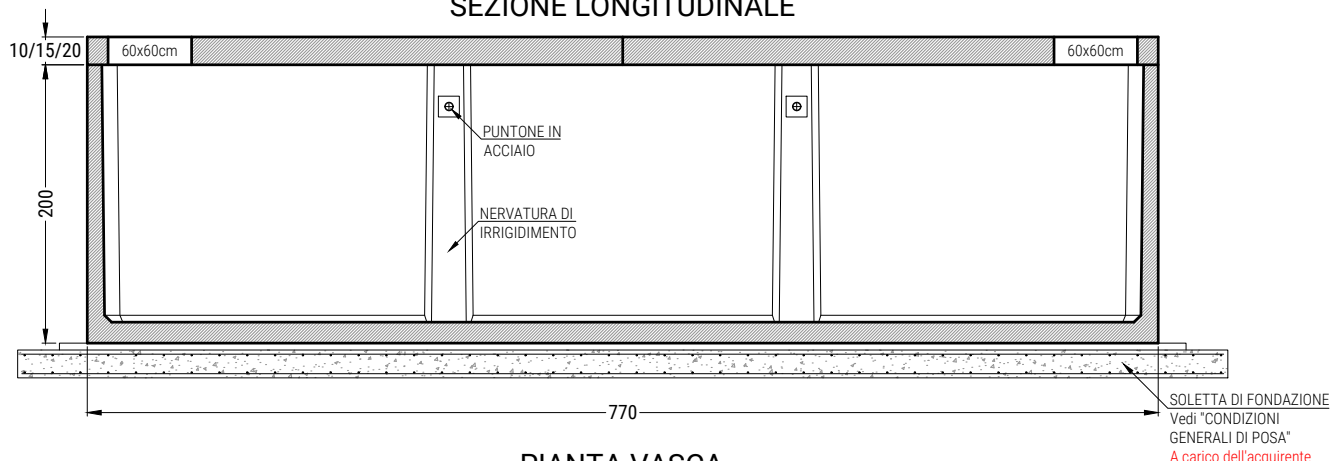 SEZIONE LONGITUDINALE
10/15/20
60x60cm
60x60cm
PUNTONE IN
ACCIAIO
200
NERVATURA DI
IRRIGIDIMENTO
770
SOLETTA DI FONDAZIONE
Vedi "CONDIZIONI
GENERALI DI POSA"
A carico dell'acquirente
PIANTA VASCA